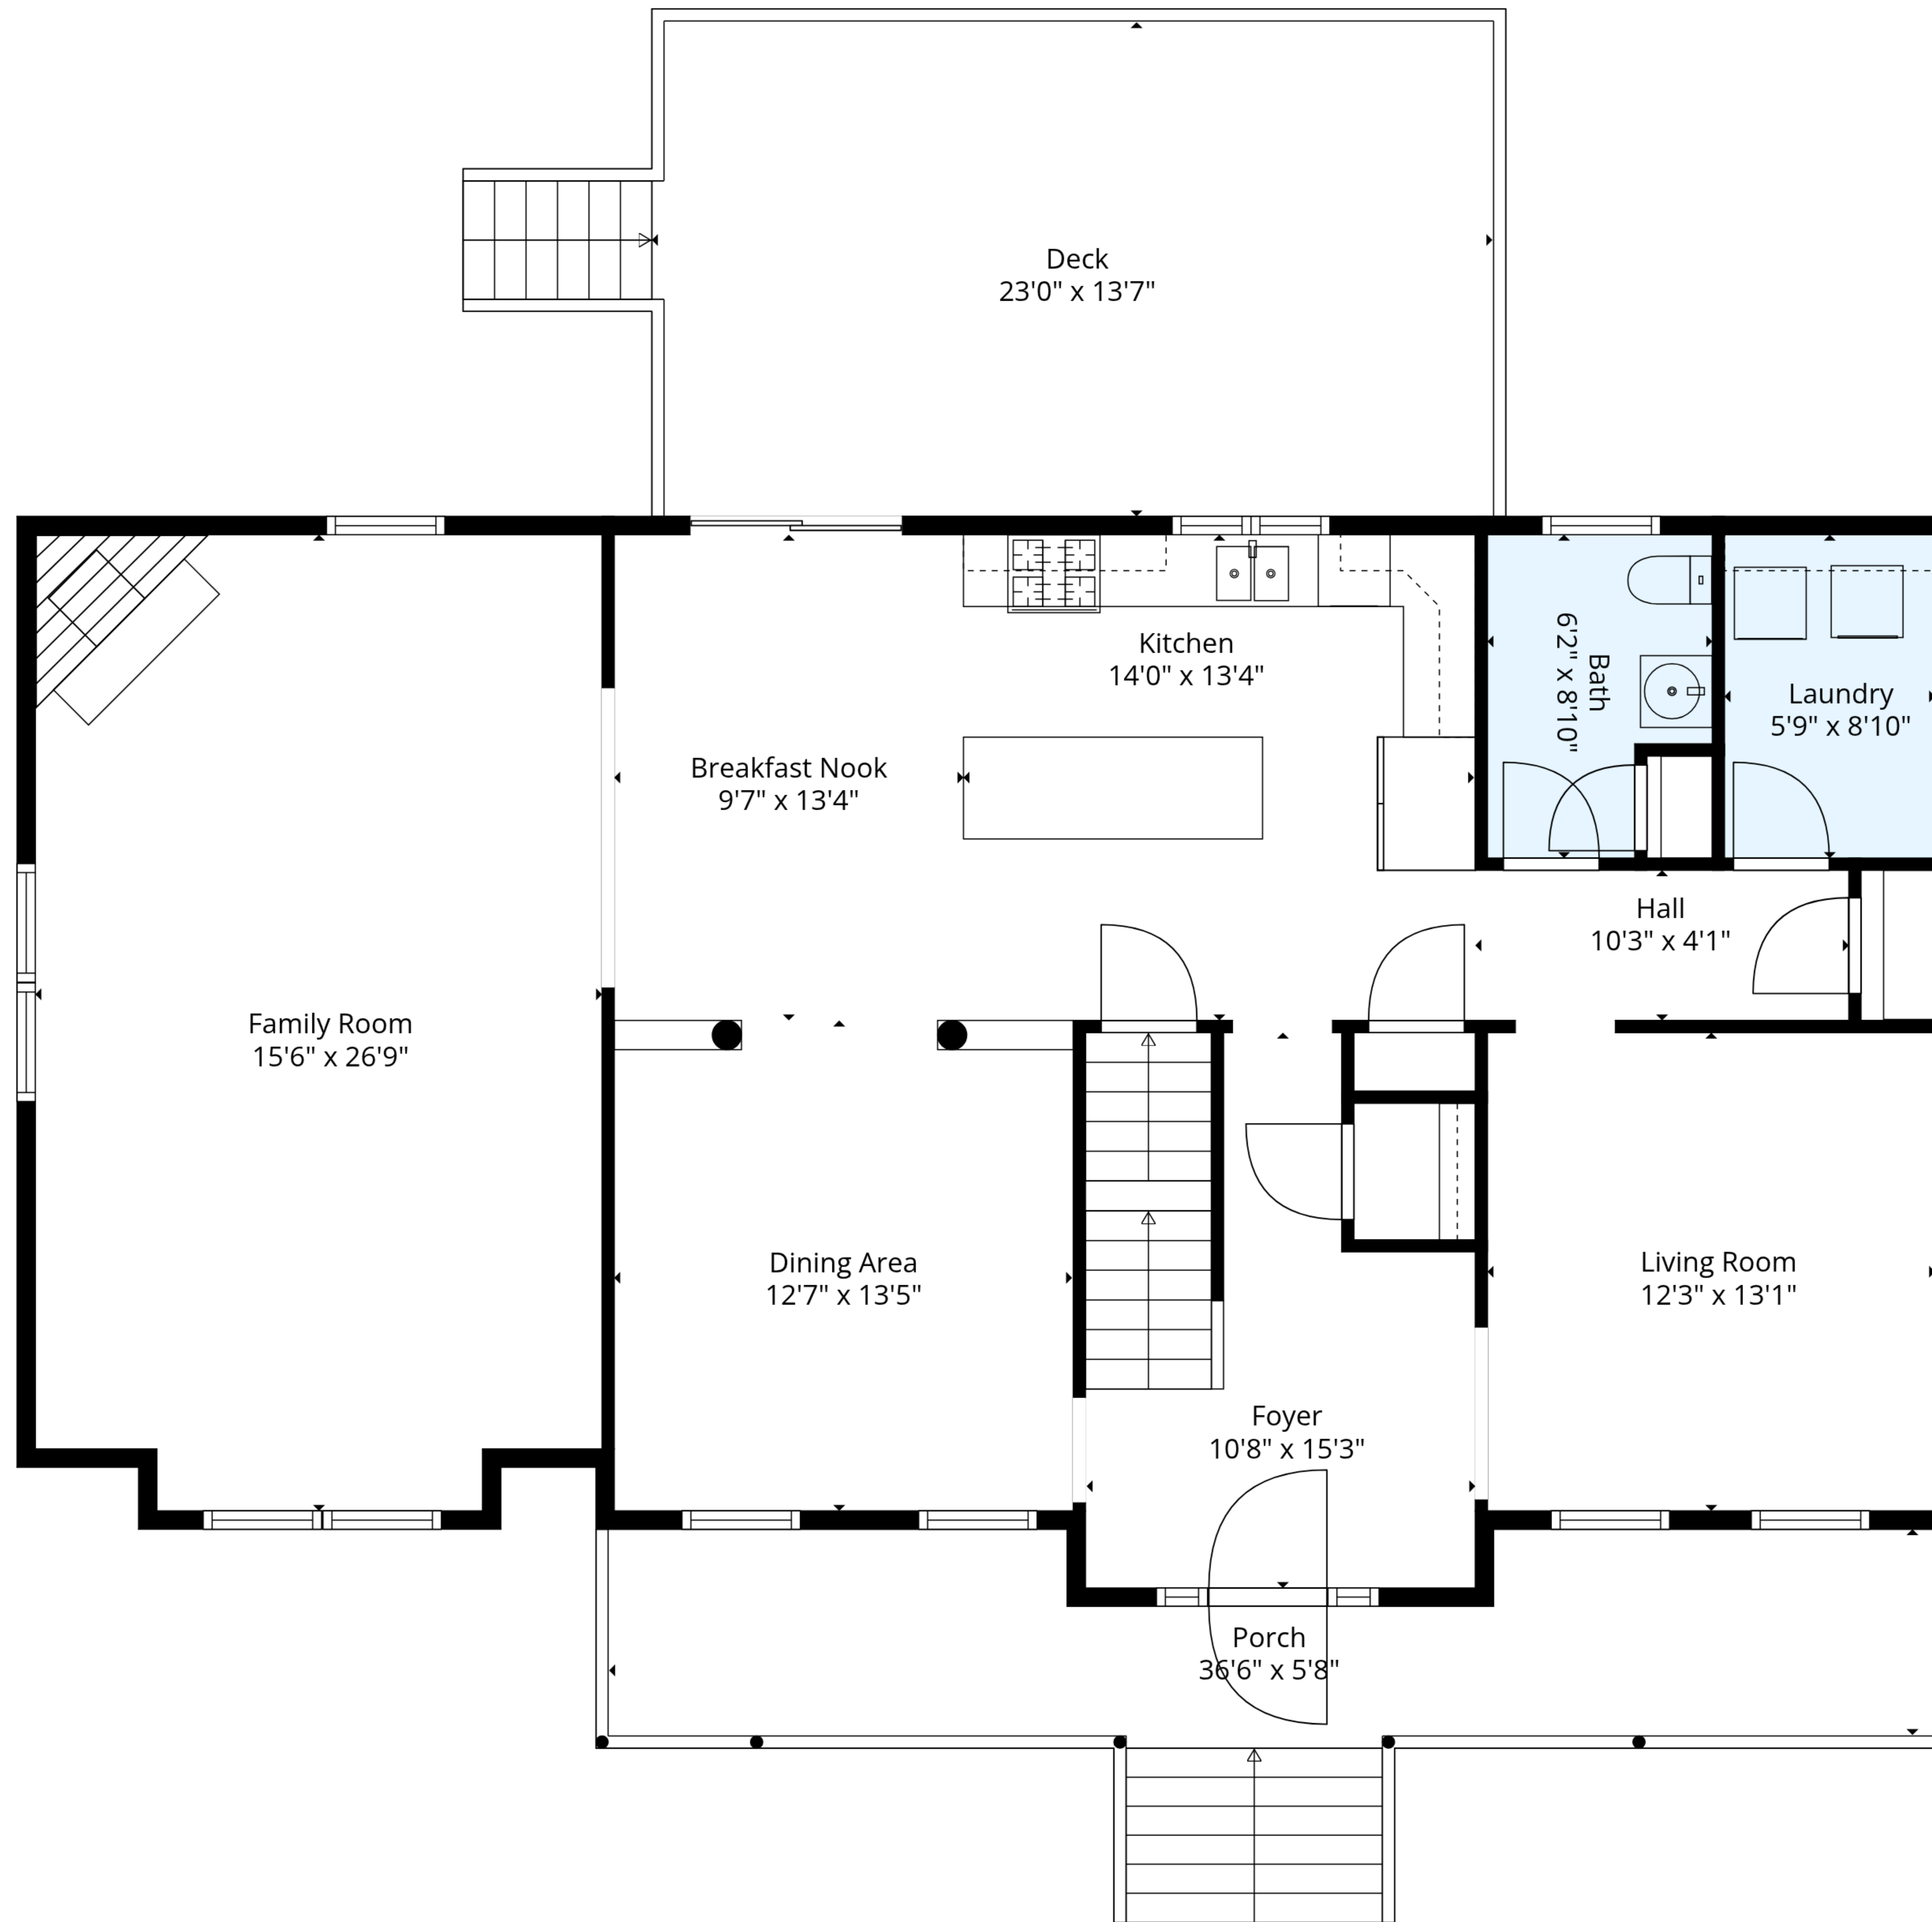 Deck
23'0" x 13'7"
Kitchen
14'0" x 13'4"
Bath
6'2" x 8'10"
Laundry
5'9" x 8'10"
Breakfast Nook
9'7" x 13'4"
Hall
10'3" x 4'1"
Family Room
15'6" x 26'9"
Dining Area
12'7" x 13'5"
Living Room
12'3" x 13'1"
Foyer
10'8" x 15'3"
Porch
36'6" x 5'8"